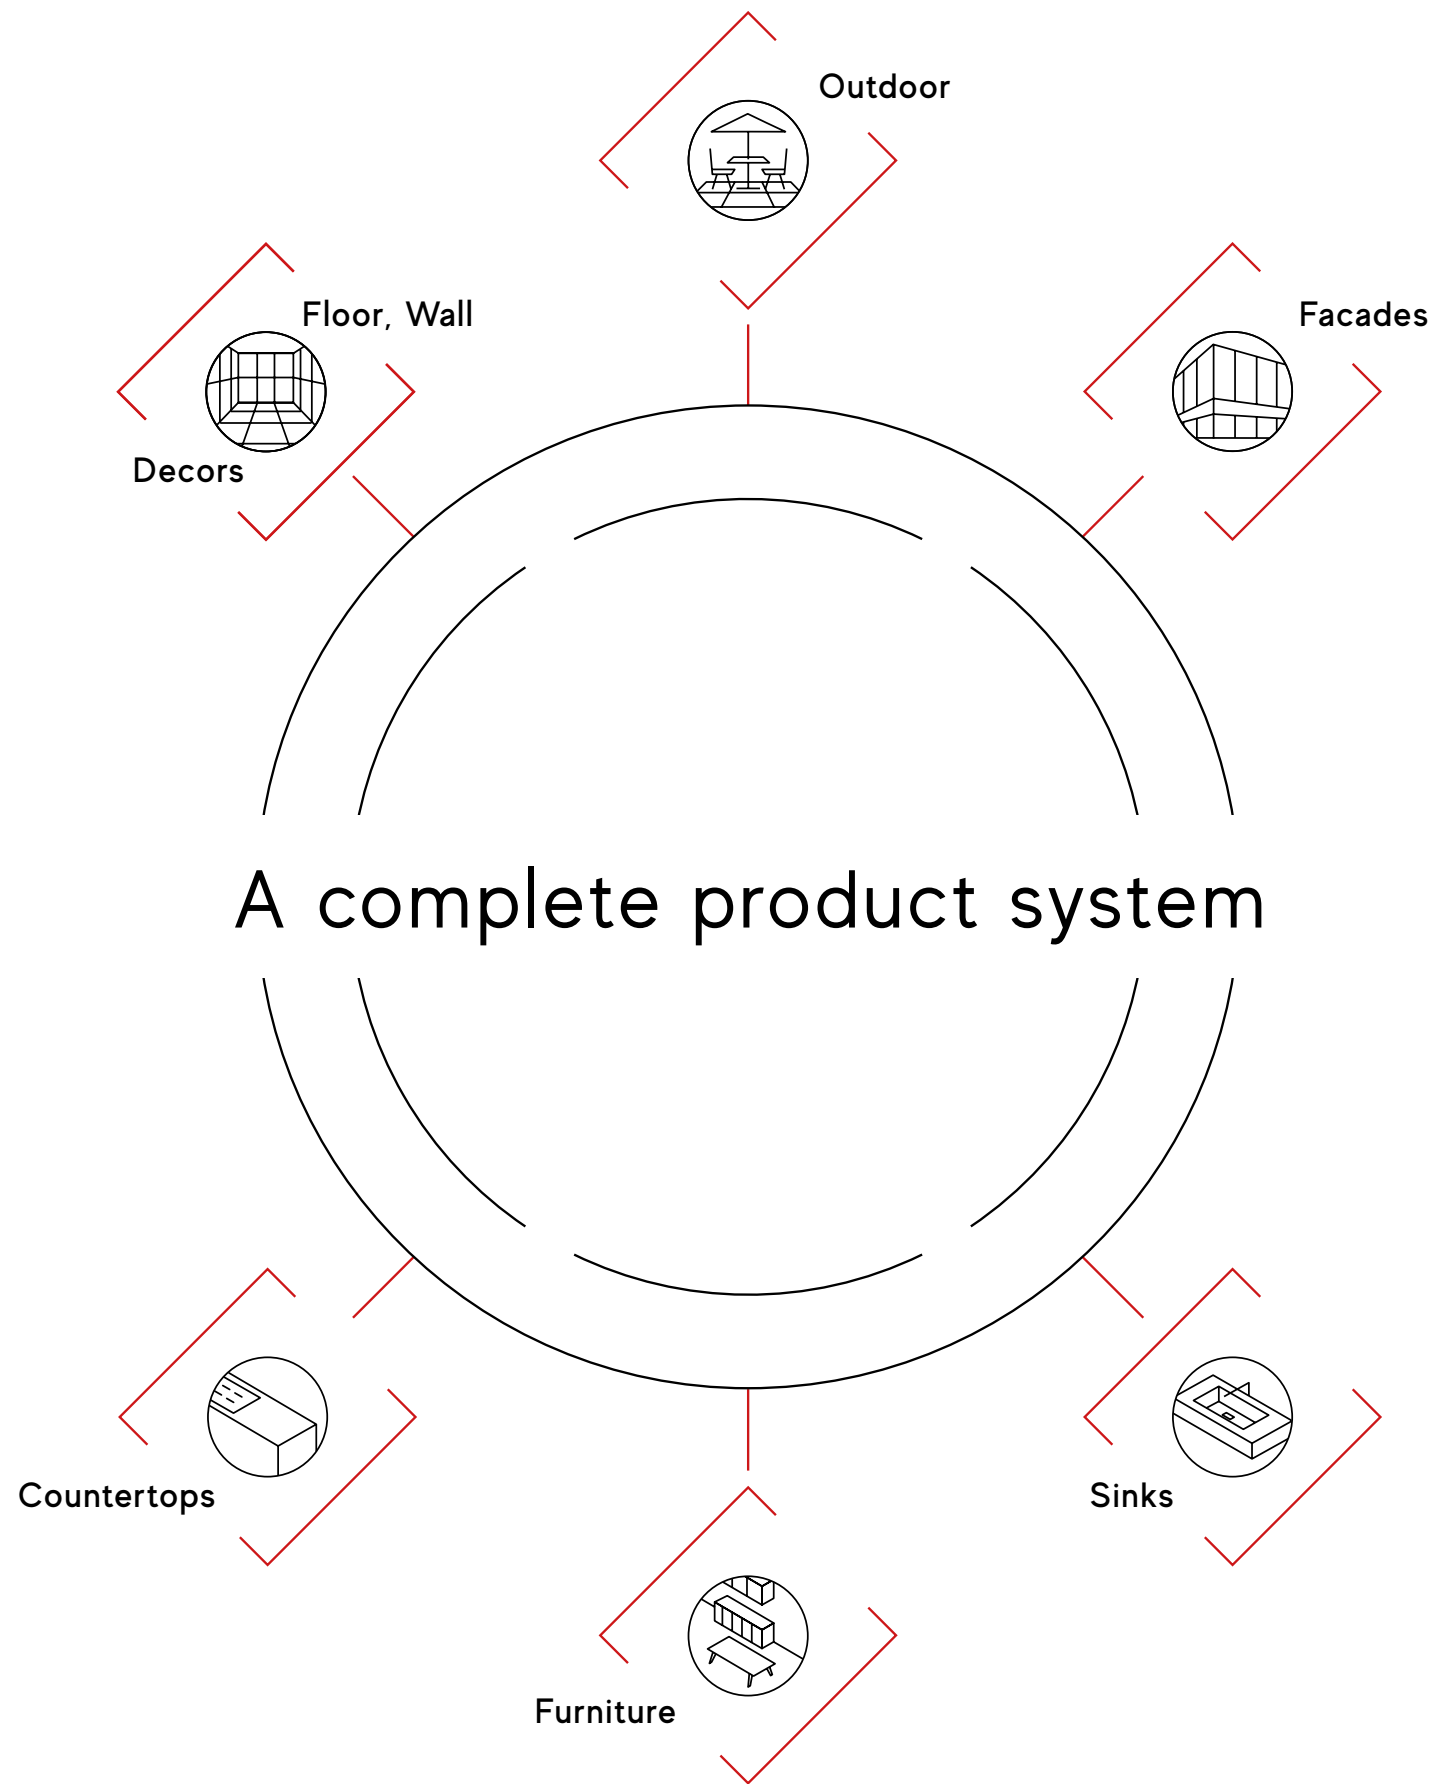 Outdoor
Floor, Wall
Decors
Facades
A complete product system
Countertops
Sinks
Furniture